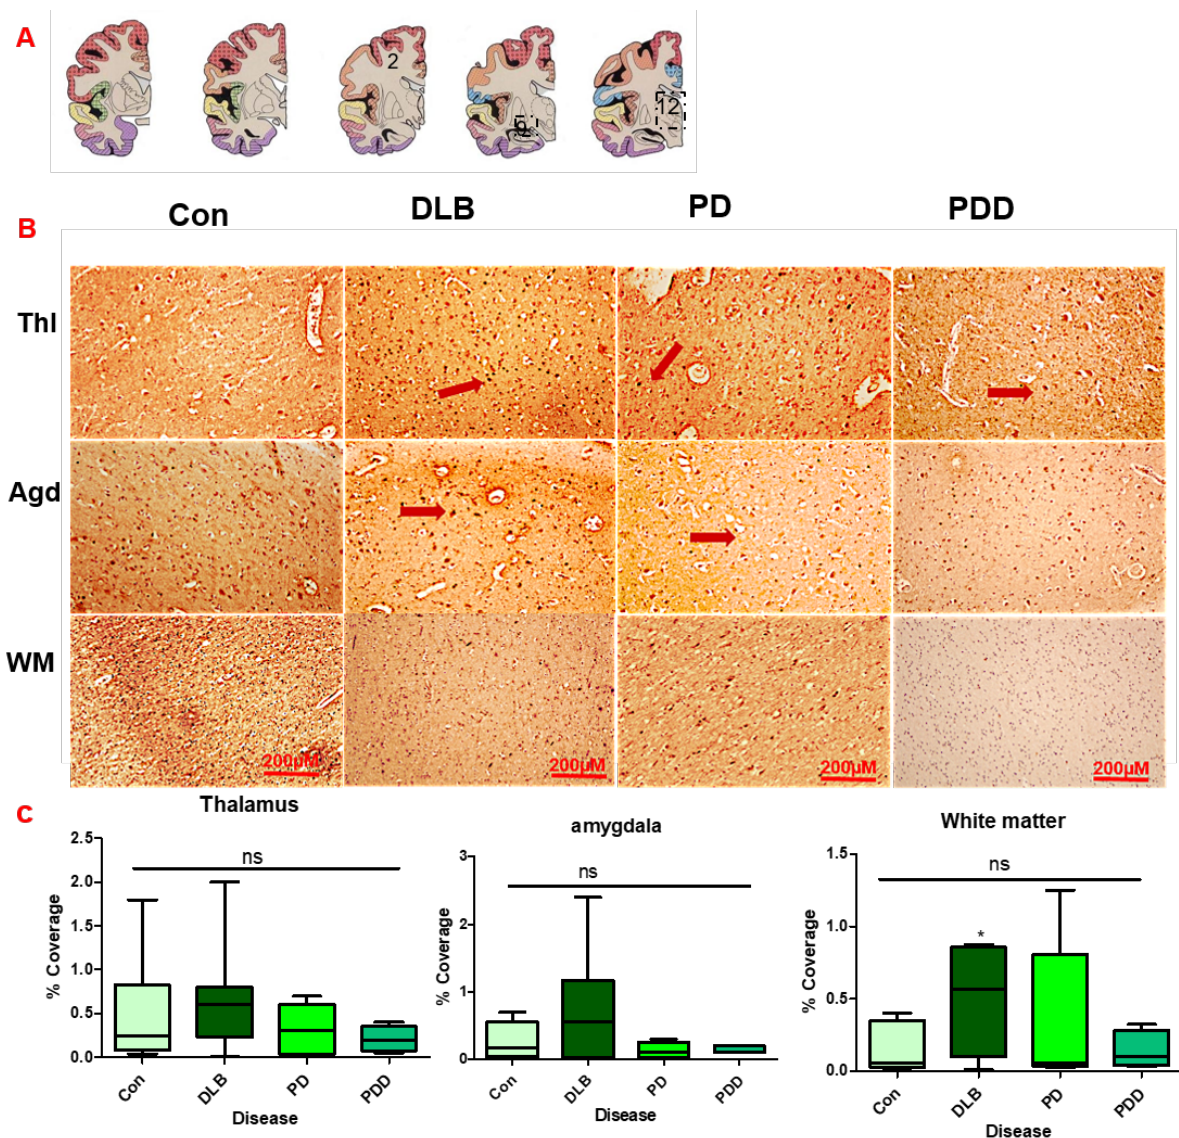 A
2
9
12
B
Con DLB PD PDD
Thl
Agd
WM
200µM 200µM 200µM 200µM
C
Thalamus
ns
% Coverage
2.5
2.0
1.5
1.0
0.5
0.0
Con DLB PD PDD
Disease
amygdala
ns
% Coverage
3
2
1
0
Con DLB PD PDD
Disease
White matter
ns
*
% Coverage
1.5
1.0
0.5
0.0
Con DLB PD PDD
Disease